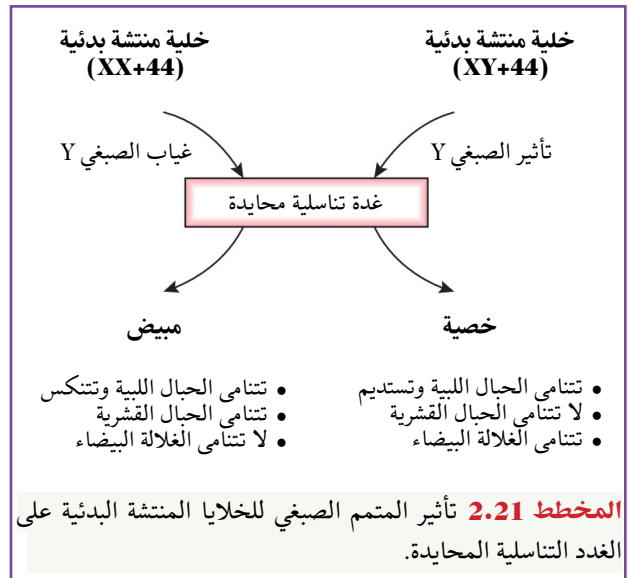 خلية منتشة بدئية
(44+XY)
خلية منتشة بدئية
(44+XX)
تأثير الصبغي Y
غياب الصبغي Y
غدة تناسلية محايدة
خصية
مبيض
• تتنامى الحبال اللبية وتستديم
• لا تتنامى الحبال القشرية
• تتنامى الغلالة البيضاء
• تتنامى الحبال اللبية وتتنكس
• تتنامى الحبال القشرية
• لا تتنامى الغلالة البيضاء
المخطط 2.21 تأثير المتمم الصبغي للخلايا المنتشة البدئية على
الغدد التناسلية المحايدة.